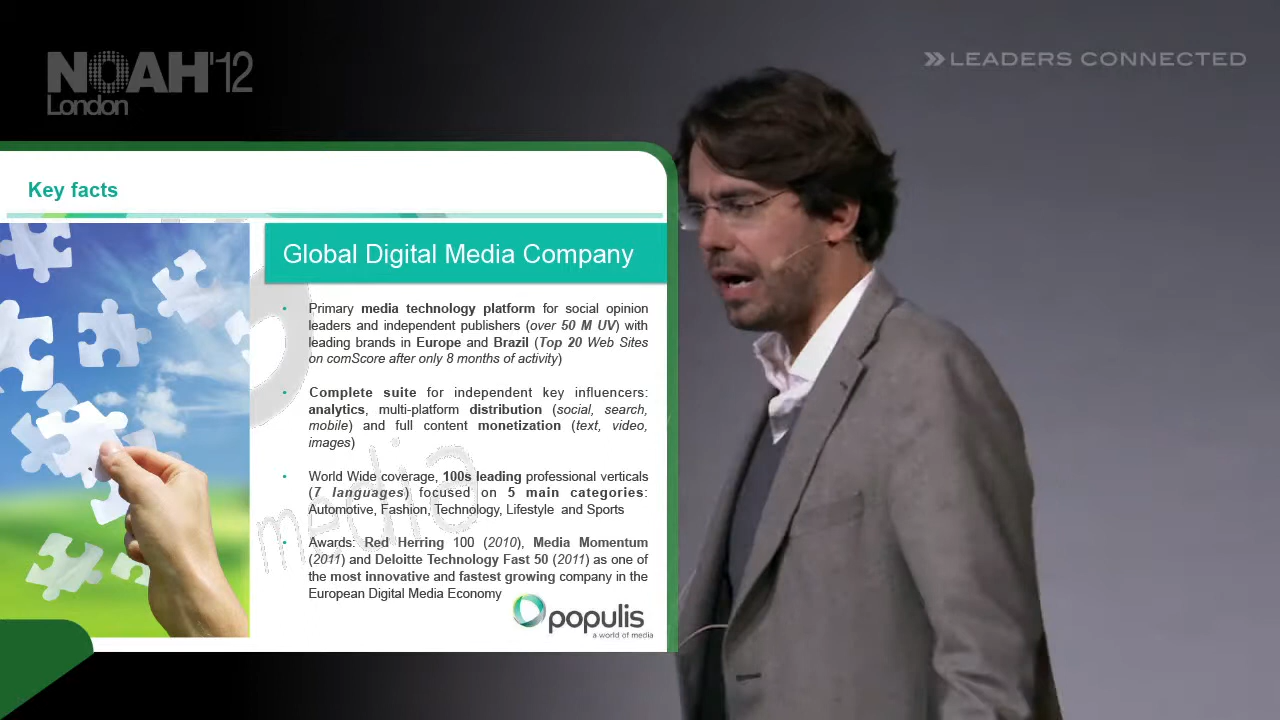 NOAH'12
London
LEADERS CONNECTED
Key facts
Global Digital Media Company
• Primary media technology platform for social opinion
leaders and independent publishers (over 50 M UV) with
leading brands in Europe and Brazil (Top 20 Web Sites
on comScore after only 8 months of activity)
• Complete suite for independent key influencers:
analytics, multi-platform distribution (social, search,
mobile) and full content monetization (text, video,
images)
• World Wide coverage, 100s leading professional verticals
(7 languages) focused on 5 main categories:
Automotive, Fashion, Technology, Lifestyle and Sports
• Awards: Red Herring 100 (2010), Media Momentum
(2011) and Deloitte Technology Fast 50 (2011) as one of
the most innovative and fastest growing company in the
European Digital Media Economy
populis
a world of media
media